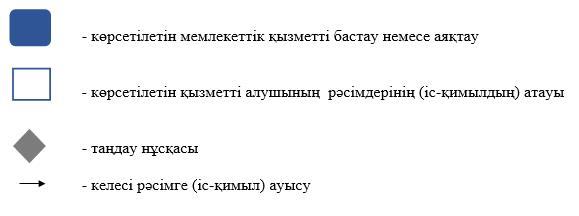 - көрсетілетін мемлекеттік қызметті бастау немесе аяқтау
- көрсетілетін қызметті алушының рәсімдерінің (іс-қимылдың) атауы
- таңдау нұсқасы
- келесі рәсімге (іс-қимыл) ауысу